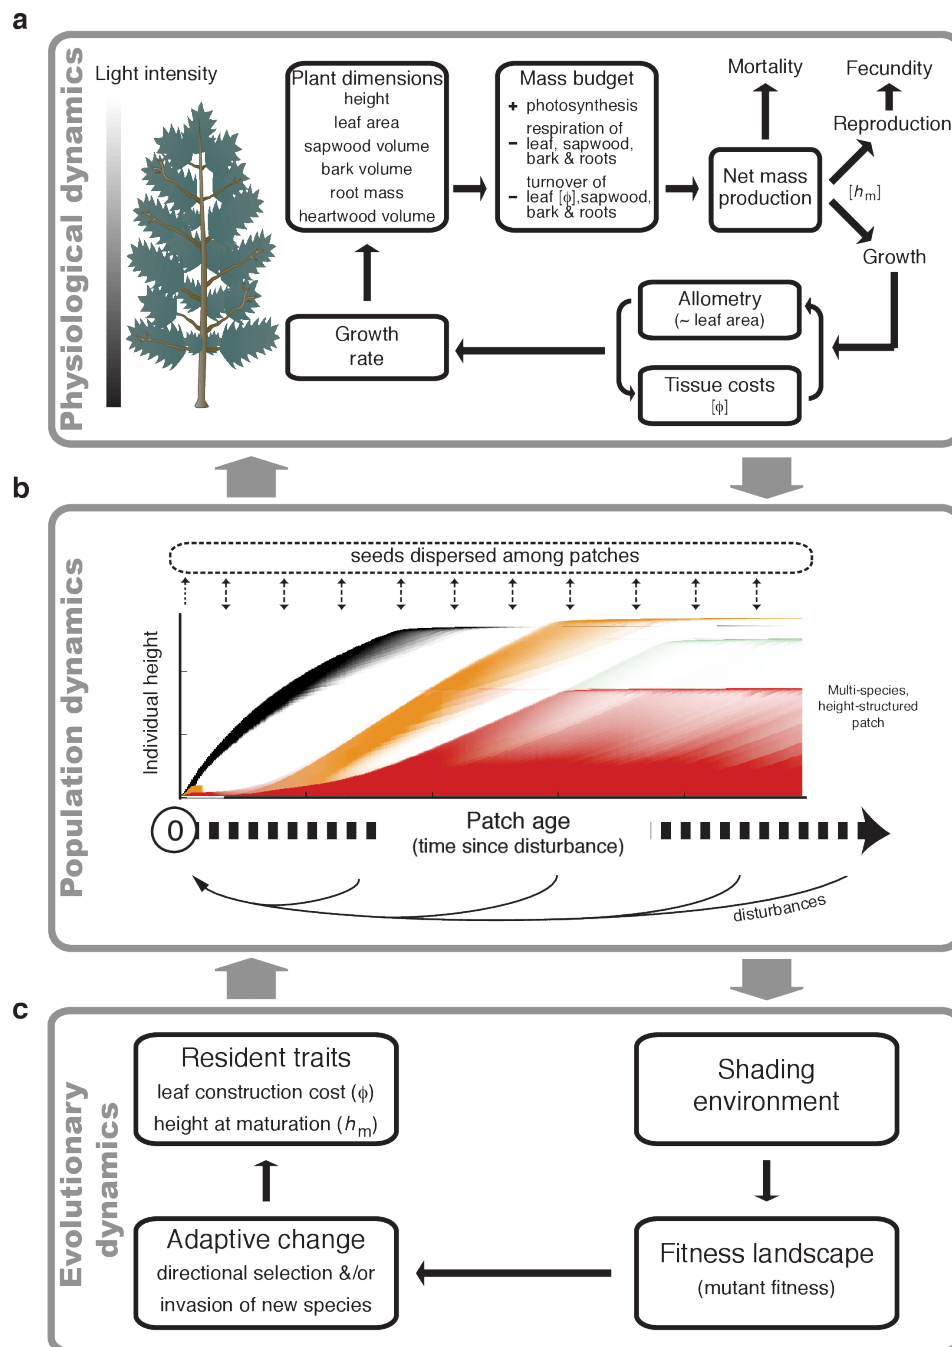 a
Physiological dynamics
Light intensity
Plant dimensions
height
leaf area
sapwood volume
bark volume
root mass
heartwood volume
Mass budget
+ photosynthesis
respiration of
- leaf, sapwood,
bark & roots
turnover of
- leaf [ϕ],sapwood,
bark & roots
Mortality
Fecundity
Reproduction
Net mass
production
[hm]
Growth
Allometry
(~ leaf area)
Tissue costs
[ϕ]
Growth
rate
b
Population dynamics
seeds dispersed among patches
Individual height
Multi-species,
height-structured
patch
0
Patch age
(time since disturbance)
disturbances
c
Evolutionary
dynamics
Resident traits
leaf construction cost (ϕ)
height at maturation (hm)
Shading
environment
Adaptive change
directional selection &/or
invasion of new species
Fitness landscape
(mutant fitness)